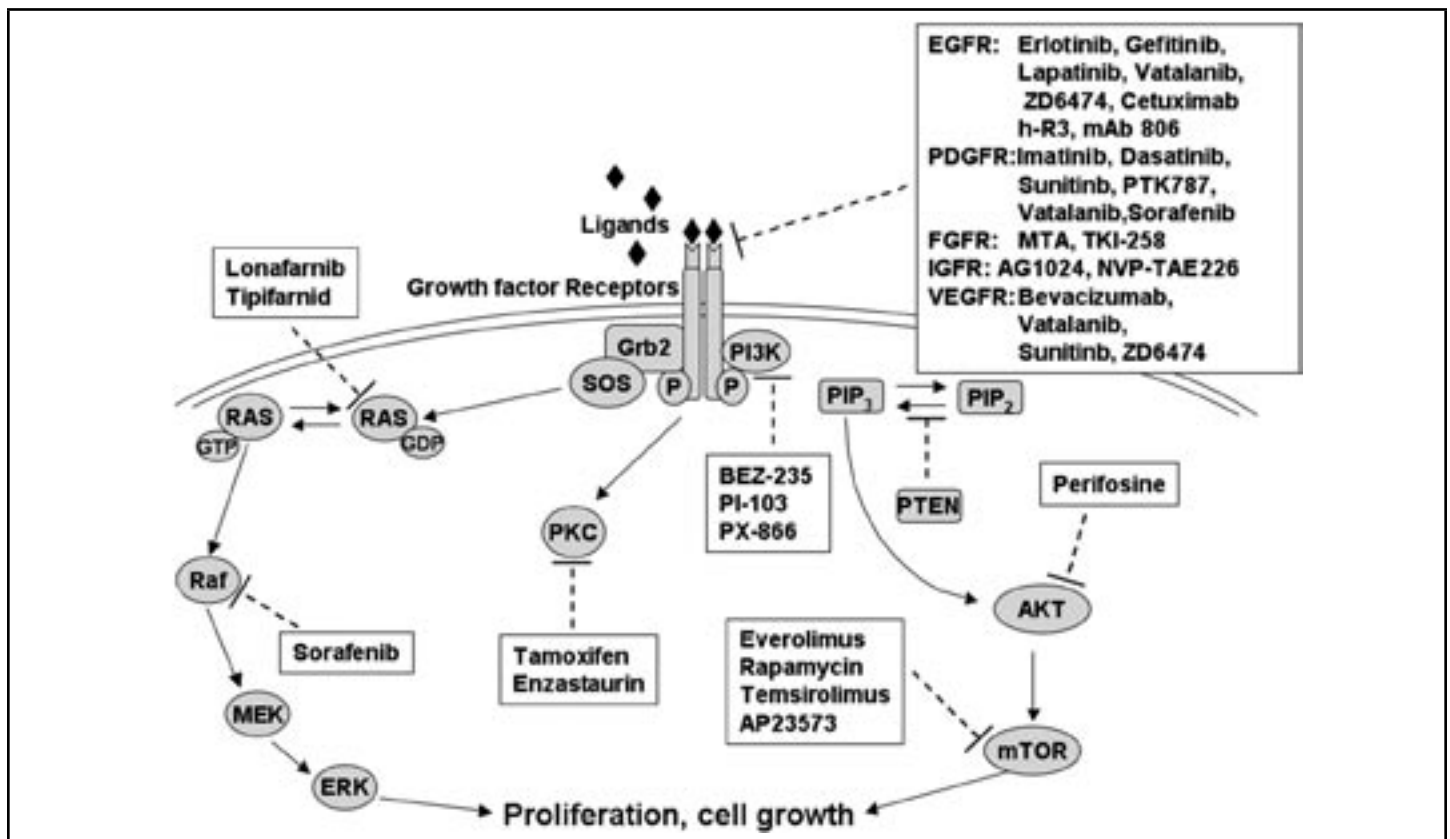 EGFR: Erlotinib, Gefitinib,
Lapatinib, Vatalanib,
ZD6474, Cetuximab
h-R3, mAb 806
PDGFR:Imatinib, Dasatinib,
Sunitinb, PTK787,
Vatalanib,Sorafenib
FGFR: MTA, TKI-258
IGFR: AG1024, NVP-TAE226
VEGFR: Bevacizumab,
Vatalanib,
Sunitinb, ZD6474
Ligands
Growth factor Receptors
Lonafarnib
Tipifarnid
Grb2
PI3K
SOS
P
P
RAS
GTP
RAS
GDP
PIP3
PIP2
BEZ-235
PI-103
PX-866
PTEN
Perifosine
PKC
Raf
AKT
Sorafenib
Tamoxifen
Enzastaurin
Everolimus
Rapamycin
Temsirolimus
AP23573
MEK
mTOR
ERK
Proliferation, cell growth